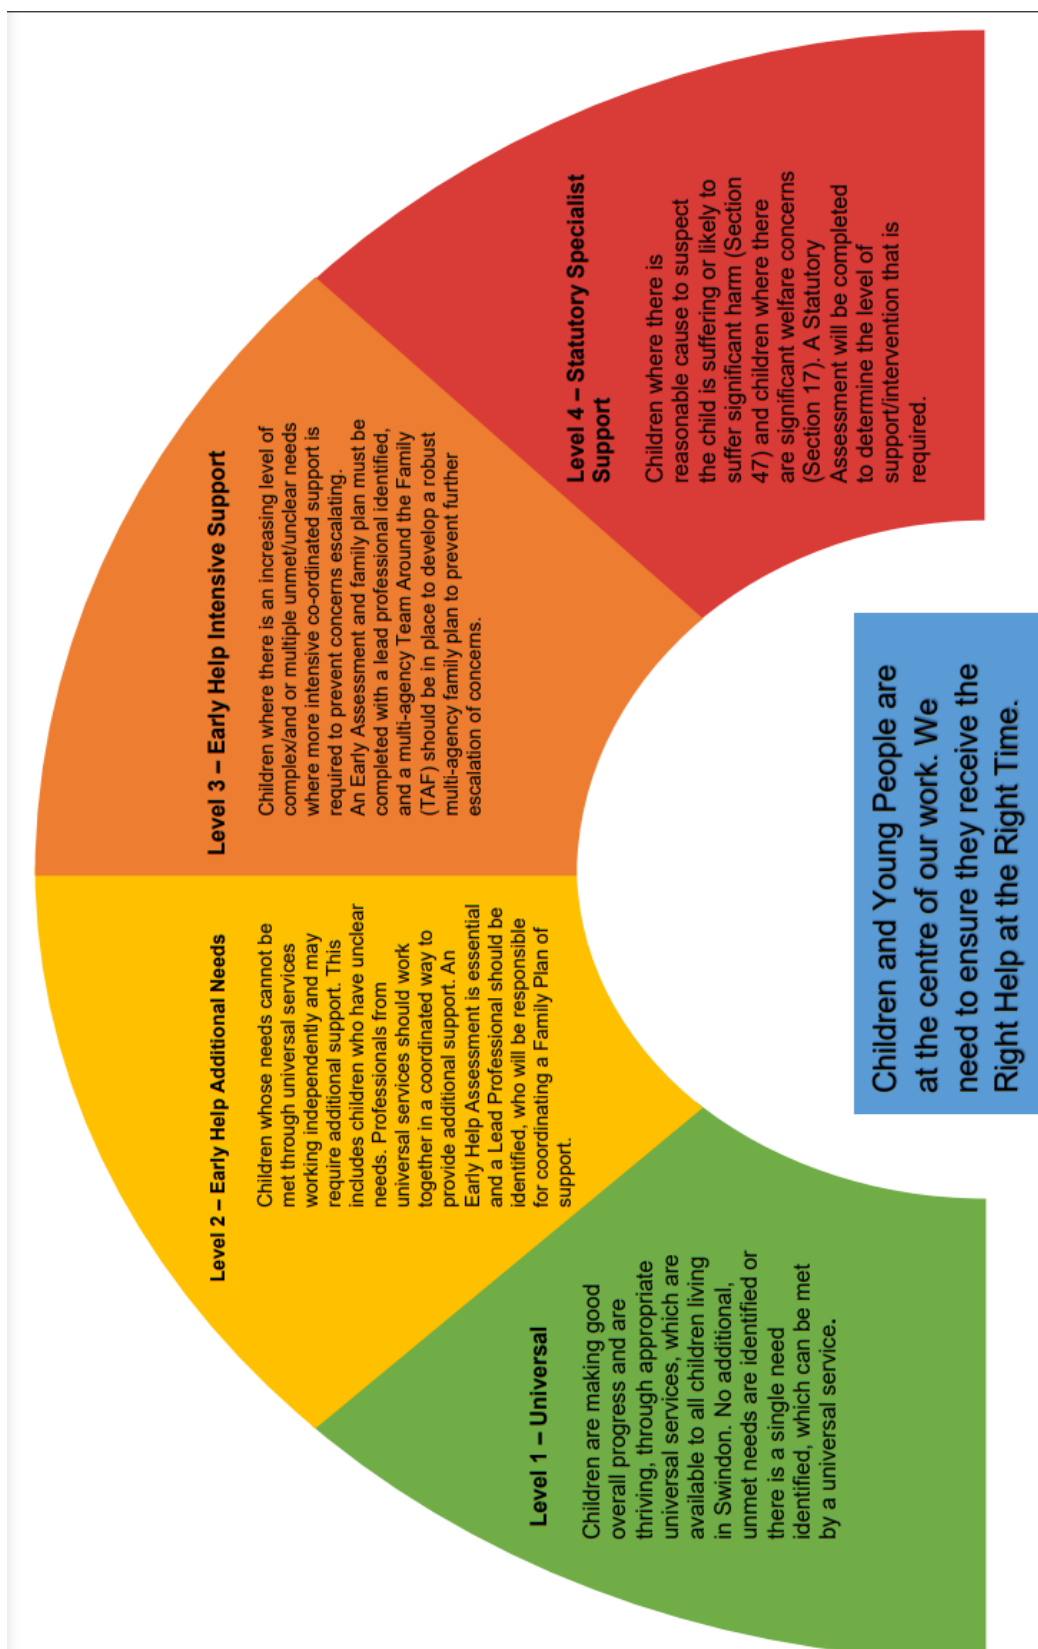 Level 1 – Universal
Children are making good
overall progress and are
thriving, through appropriate
universal services, which are
available to all children living
in Swindon. No additional,
unmet needs are identified or
there is a single need
identified, which can be met
by a universal service.
Level 2 – Early Help Additional Needs
Children whose needs cannot be
met through universal services
working independently and may
require additional support. This
includes children who have unclear
needs. Professionals from
universal services should work
together in a coordinated way to
provide additional support. An
Early Help Assessment is essential
and a Lead Professional should be
identified, who will be responsible
for coordinating a Family Plan of
support.
Level 3 – Early Help Intensive Support
Children where there is an increasing level of
complex/and or multiple unmet/unclear needs
where more intensive co-ordinated support is
required to prevent concerns escalating.
An Early Assessment and family plan must be
completed with a lead professional identified,
and a multi-agency Team Around the Family
(TAF) should be in place to develop a robust
multi-agency family plan to prevent further
escalation of concerns.
Level 4 – Statutory Specialist
Support
Children where there is
reasonable cause to suspect
the child is suffering or likely to
suffer significant harm (Section
47) and children where there
are significant welfare concerns
(Section 17). A Statutory
Assessment will be completed
to determine the level of
support/intervention that is
required.
Children and Young People are
at the centre of our work. We
need to ensure they receive the
Right Help at the Right Time.